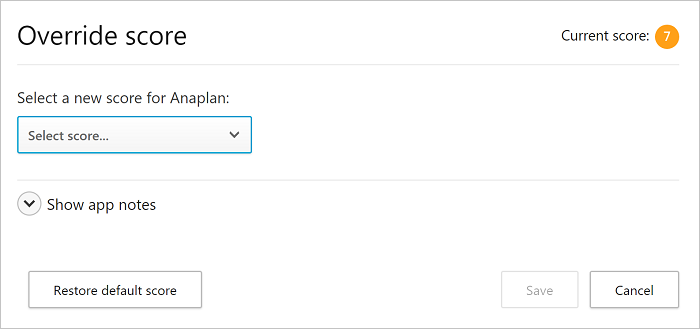 Override score
Current score: 7
Select a new score for Anaplan:
Select score...
Show app notes
Restore default score
Save
Cancel